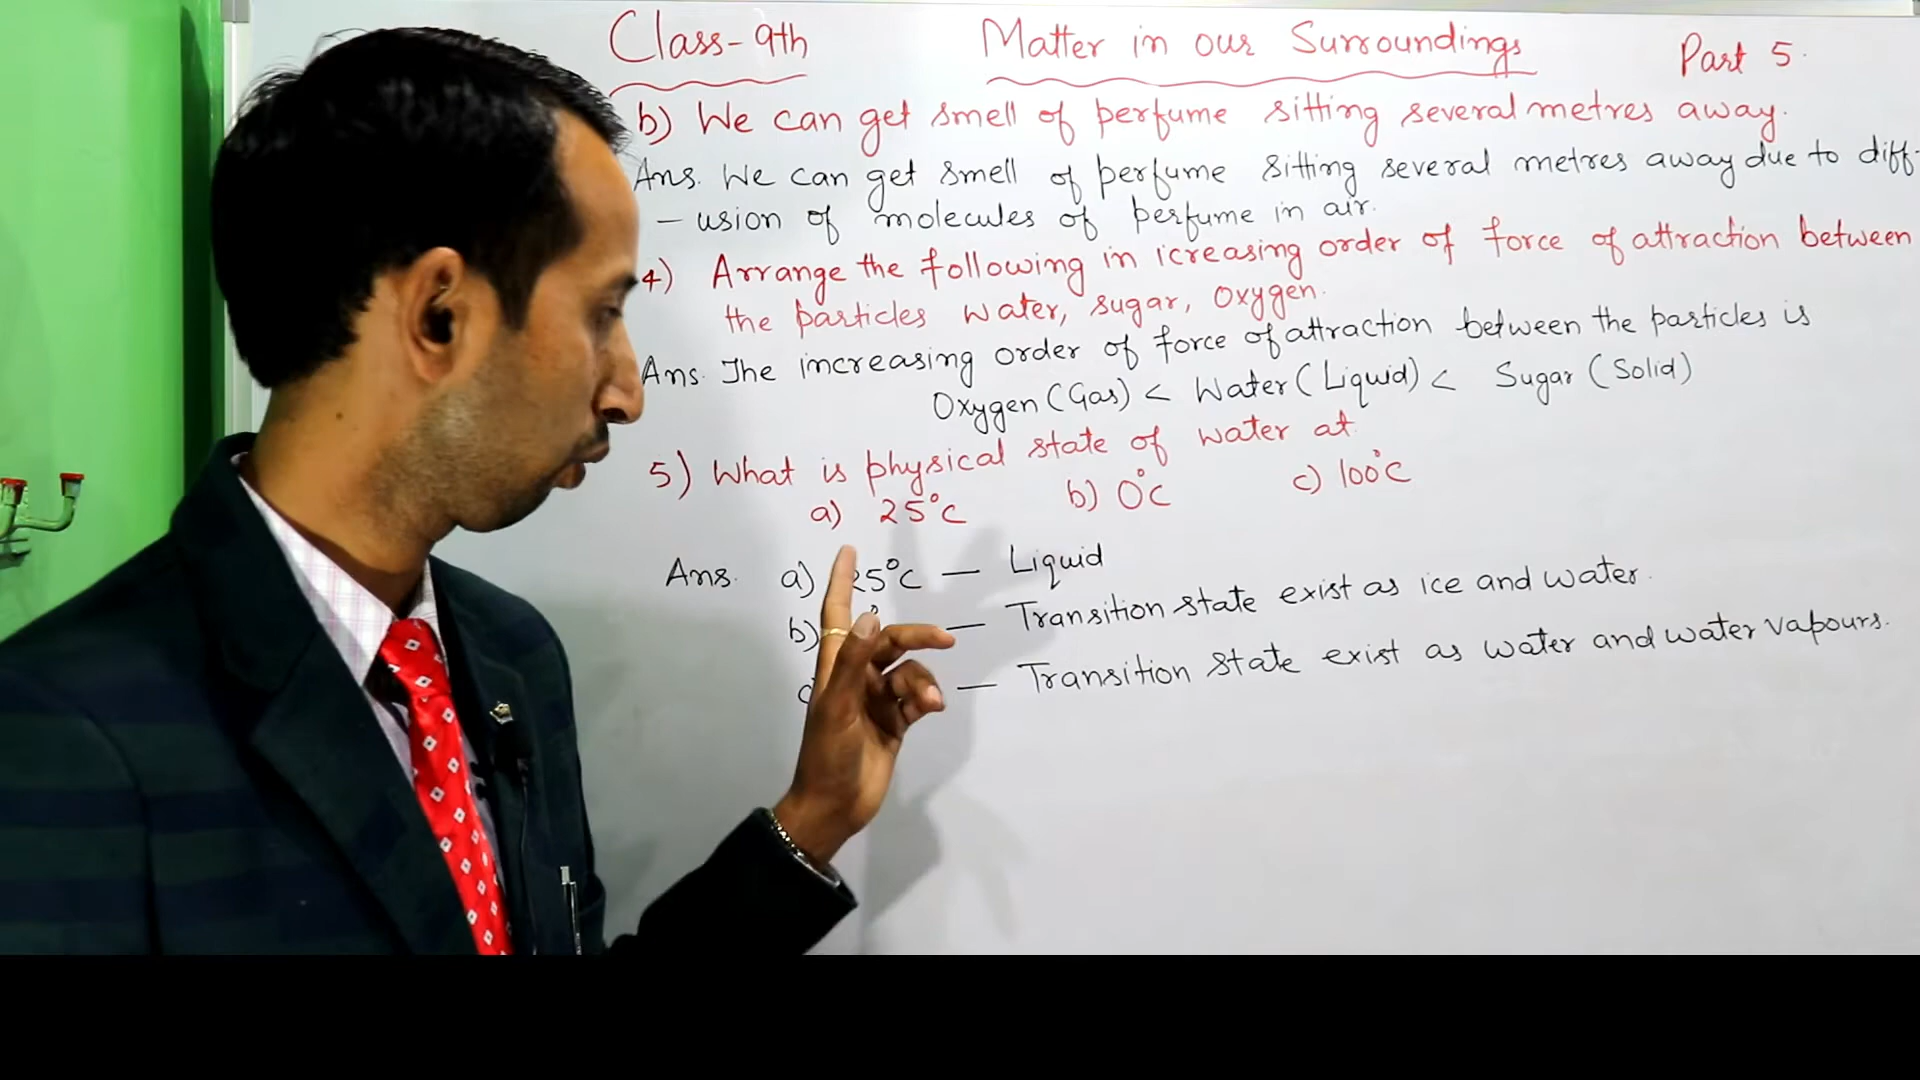 Class-9th Matter in our Surroundings Part 5.
b) We can get smell of perfume sitting several metres away.
Ans. We can get smell of perfume sitting several metres away due to diff-
-usion of molecules of perfume in air.
4) Arrange the following in icreasing order of force of attraction between
the particles water, sugar, oxygen.
Ans. The increasing order of force of attraction between the particles is
Oxygen (Gas) < Water (Liquid) < Sugar (Solid)
5) What is physical state of water at.
a) 25°C b) 0°C c) 100°C
Ans. a) 25°C — Liquid
b) — Transition state exist as ice and water.
— Transition state exist as water and water vapours.